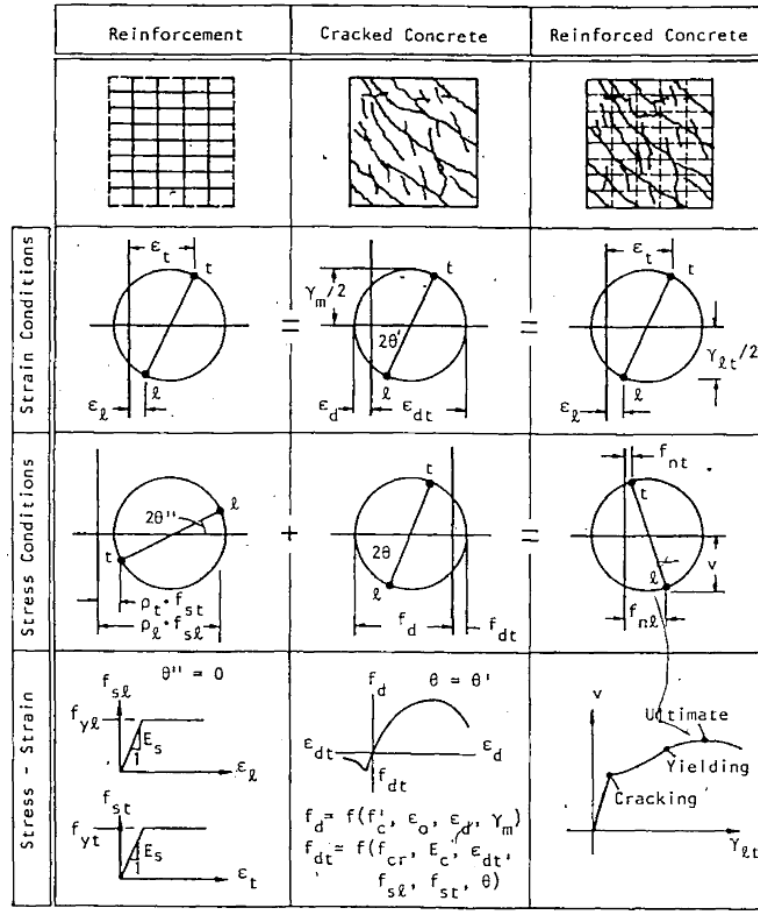 Reinforcement
Cracked Concrete
Reinforced Concrete
Strain Conditions
ε_t
t
ℓ
ε_ℓ
=
γ_m/2
t
2θ'
ℓ
ε_d
ε_dt
=
ε_t
t
γ_ℓt/2
ℓ
ε_ℓ
Stress Conditions
2θ''
ℓ
t
ρ_t·f_st
ρ_ℓ·f_sℓ
+
t
2θ
ℓ
f_d
f_dt
=
f_nt
t
ℓ
v
f_nℓ
Stress - Strain
θ'' = 0
f_sℓ
f_yℓ
E_s
1
ε_ℓ
f_st
f_yt
E_s
1
ε_t
θ = θ'
f_d
ε_dt
ε_d
f_dt
f_d = f(f'_c, ε_o, ε_d, γ_m)
f_dt = f(f_cr, E_c, ε_dt,
f_sℓ, f_st, θ)
v
Ultimate
Yielding
Cracking
γ_ℓt